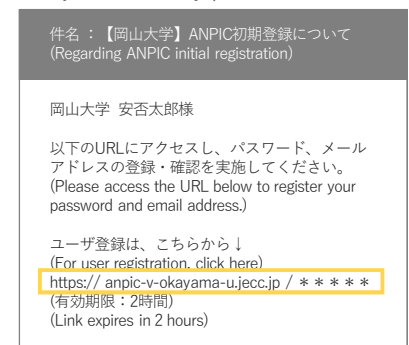 件名：【岡山大学】ANPIC初期登録について
(Regarding ANPIC initial registration)
岡山大学 安否太郎様
以下のURLにアクセスし、パスワード、メール
アドレスの登録・確認を実施してください。
(Please access the URL below to register your
password and email address.)
ユーザ登録は、こちらから↓
(For user registration, click here)
https:// anpic-v-okayama-u.jecc.jp / ＊＊＊＊＊
(有効期限：2時間)
(Link expires in 2 hours)